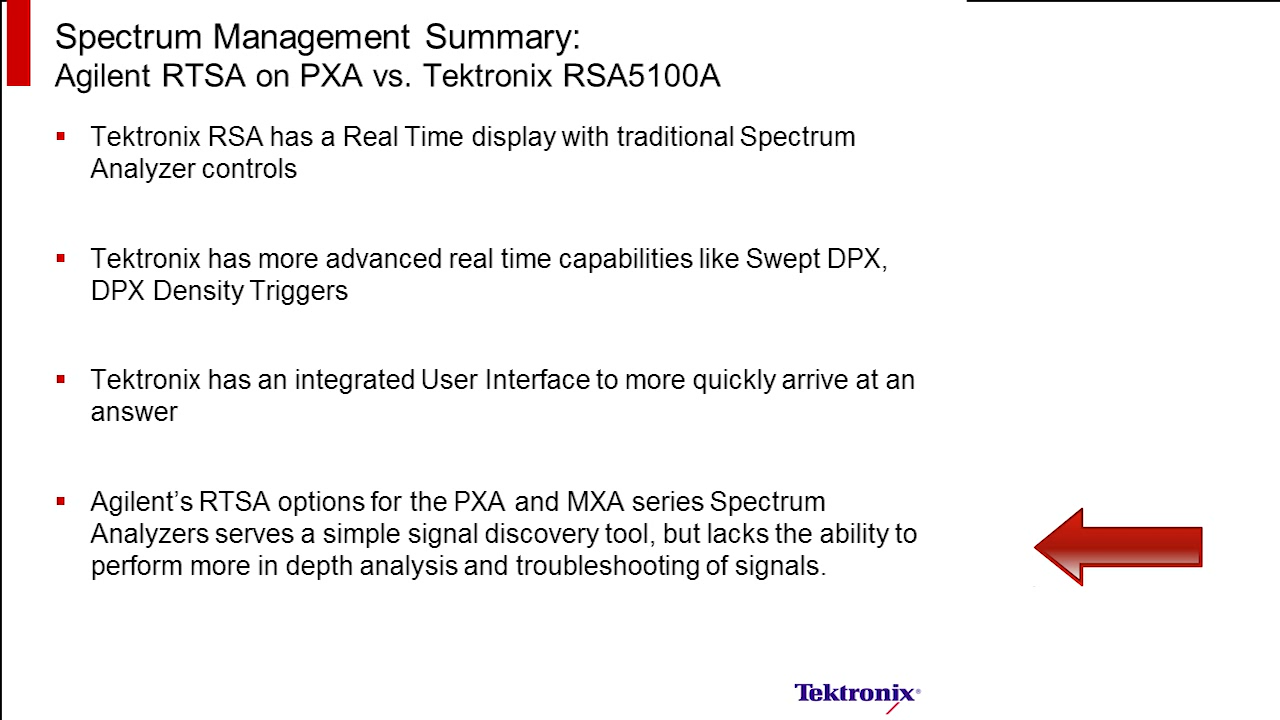 Spectrum Management Summary:
Agilent RTSA on PXA vs. Tektronix RSA5100A
▪ Tektronix RSA has a Real Time display with traditional Spectrum
Analyzer controls
▪ Tektronix has more advanced real time capabilities like Swept DPX,
DPX Density Triggers
▪ Tektronix has an integrated User Interface to more quickly arrive at an
answer
▪ Agilent’s RTSA options for the PXA and MXA series Spectrum
Analyzers serves a simple signal discovery tool, but lacks the ability to
perform more in depth analysis and troubleshooting of signals.
Tektronix®